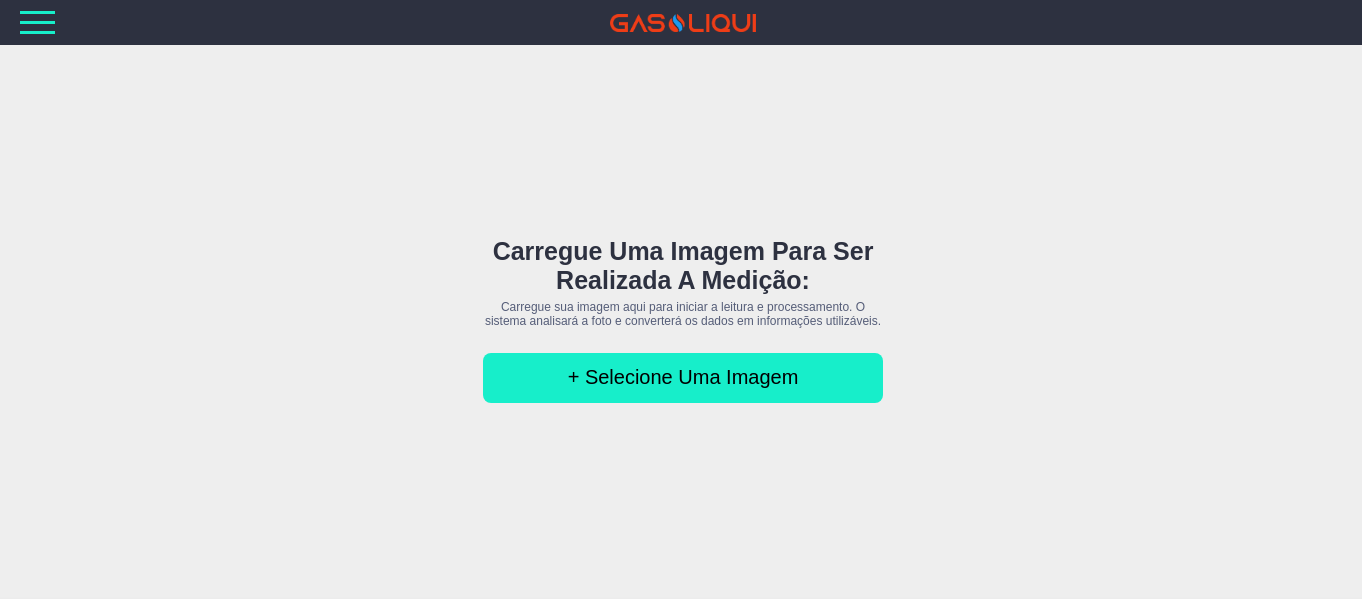 GASOLIQUI
Carregue Uma Imagem Para Ser
Realizada A Medição:
Carregue sua imagem aqui para iniciar a leitura e processamento. O
sistema analisará a foto e converterá os dados em informações utilizáveis.
+ Selecione Uma Imagem